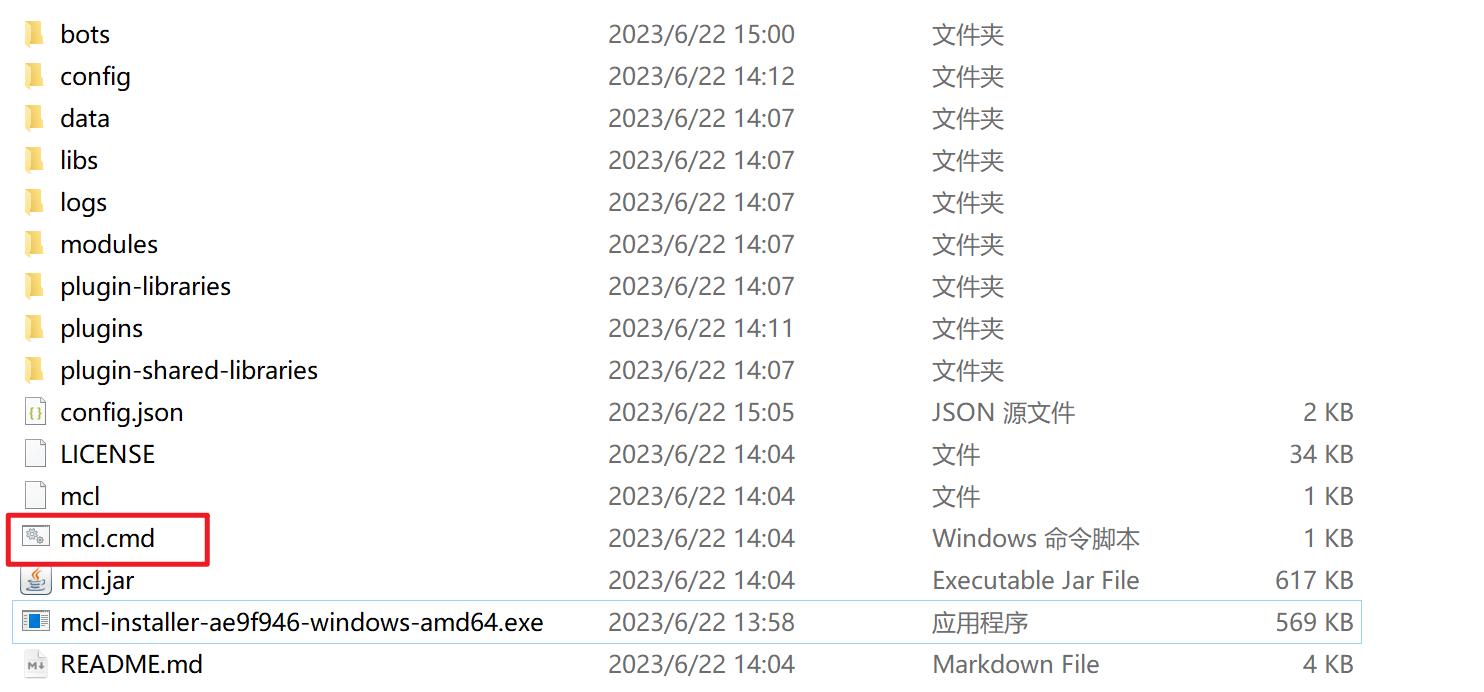 bots 2023/6/22 15:00 文件夹
config 2023/6/22 14:12 文件夹
data 2023/6/22 14:07 文件夹
libs 2023/6/22 14:07 文件夹
logs 2023/6/22 14:07 文件夹
modules 2023/6/22 14:07 文件夹
plugin-libraries 2023/6/22 14:07 文件夹
plugins 2023/6/22 14:11 文件夹
plugin-shared-libraries 2023/6/22 14:07 文件夹
config.json 2023/6/22 15:05 JSON 源文件 2 KB
LICENSE 2023/6/22 14:04 文件 34 KB
mcl 2023/6/22 14:04 文件 1 KB
mcl.cmd 2023/6/22 14:04 Windows 命令脚本 1 KB
mcl.jar 2023/6/22 14:04 Executable Jar File 617 KB
mcl-installer-ae9f946-windows-amd64.exe 2023/6/22 13:58 应用程序 569 KB
README.md 2023/6/22 14:04 Markdown File 4 KB